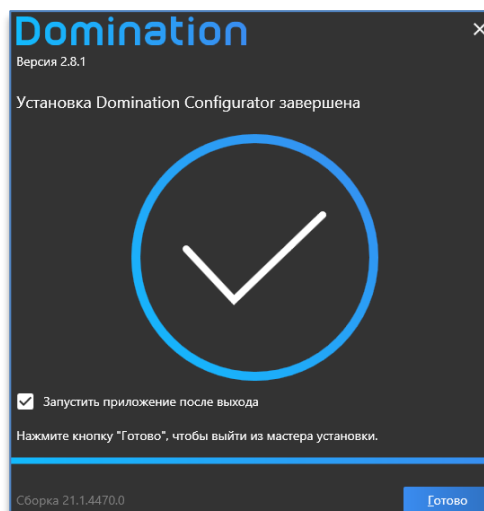 Domination
Версия 2.8.1
Установка Domination Configurator завершена
Запустить приложение после выхода
Нажмите кнопку "Готово", чтобы выйти из мастера установки.
Сборка 21.1.4470.0
Готово